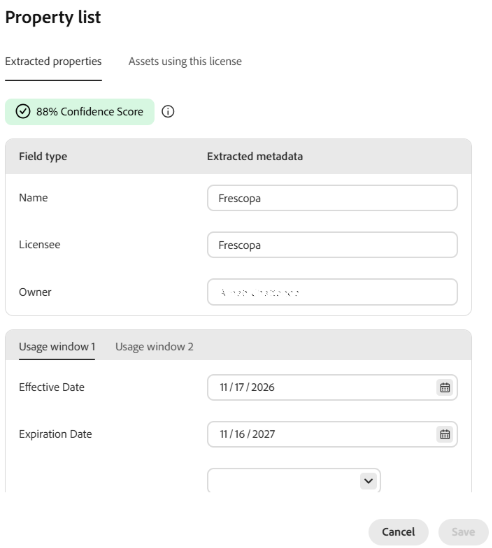 Property list
Extracted properties Assets using this license
88% Confidence Score
Field type Extracted metadata
Name Frescopa
Licensee Frescopa
Owner
Usage window 1 Usage window 2
Effective Date 11/17/2026
Expiration Date 11/16/2027
Cancel Save